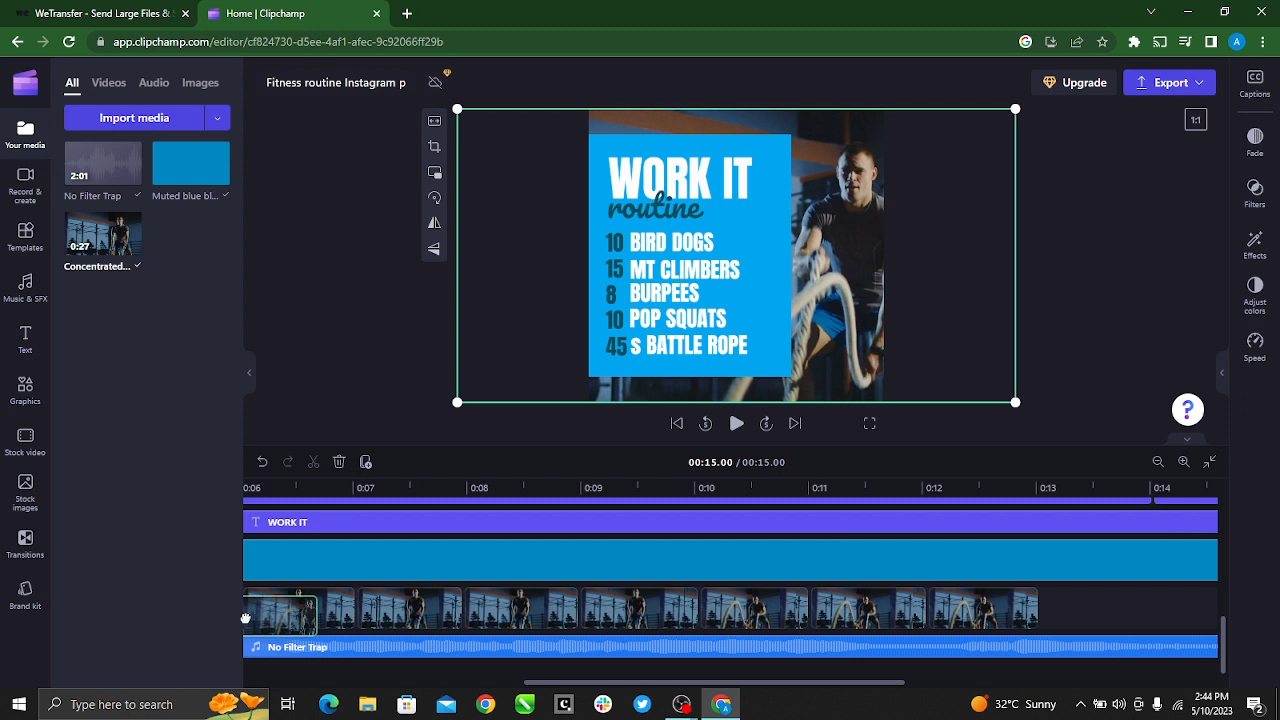 WeTransfer - Send Large Files &
Home | Clipchamp
app.clipchamp.com/editor/cf824730-d5ee-4af1-afec-9c92066ff29b
A
All
Videos
Audio
Images
Fitness routine Instagram p
Upgrade
Export
Captions
Import media
1:1
Your media
2:01
No Filter Trap
Muted blue bl...
Fade
Record &
create
0:27
Concentrated...
Filters
Templates
Effects
Music & SFX
Adjust
colors
Text
Speed
Graphics
Stock video
Stock
images
Transitions
Brand kit
WORK IT
routine
10 BIRD DOGS
15 MT CLIMBERS
8 BURPEES
10 POP SQUATS
45 s BATTLE ROPE
5
5
?
00:15.00 / 00:15.00
0:06
0:07
0:08
0:09
0:10
0:11
0:12
0:13
0:14
T WORK IT
No Filter Trap
Type here to search
32°C Sunny
2:44 PM
5/10/2023